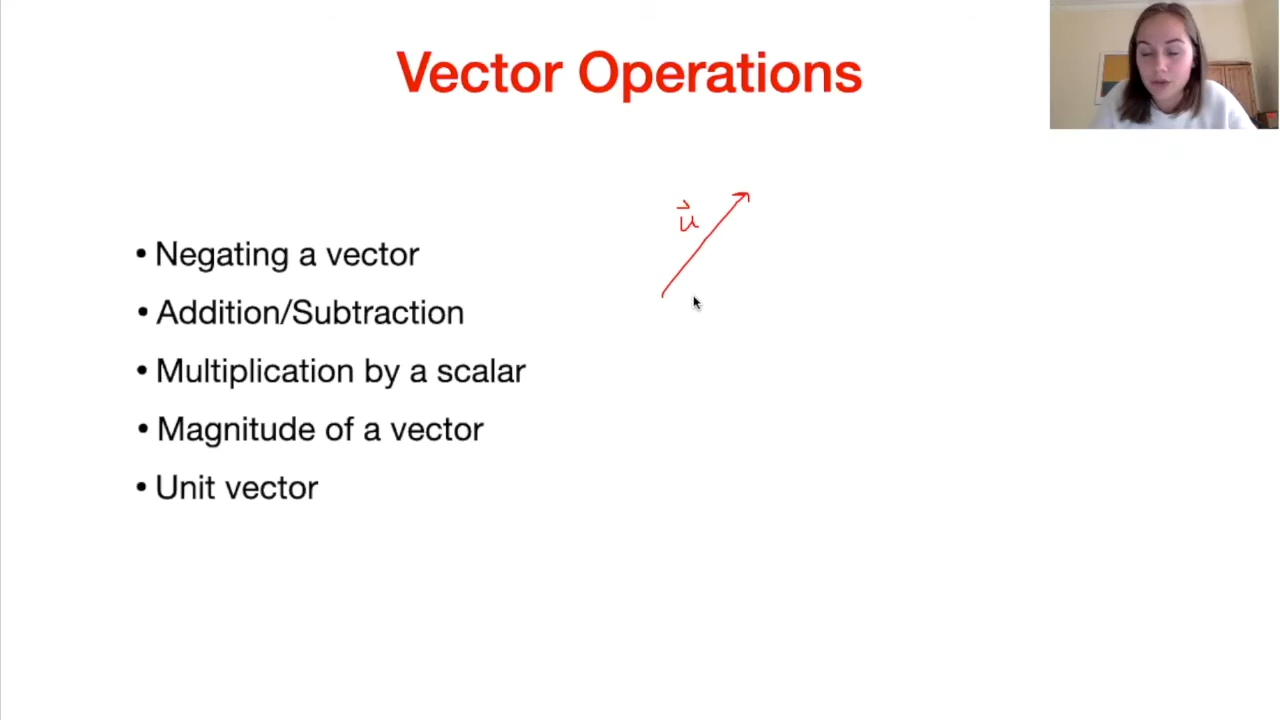 Vector Operations
u⃗
• Negating a vector
• Addition/Subtraction
• Multiplication by a scalar
• Magnitude of a vector
• Unit vector